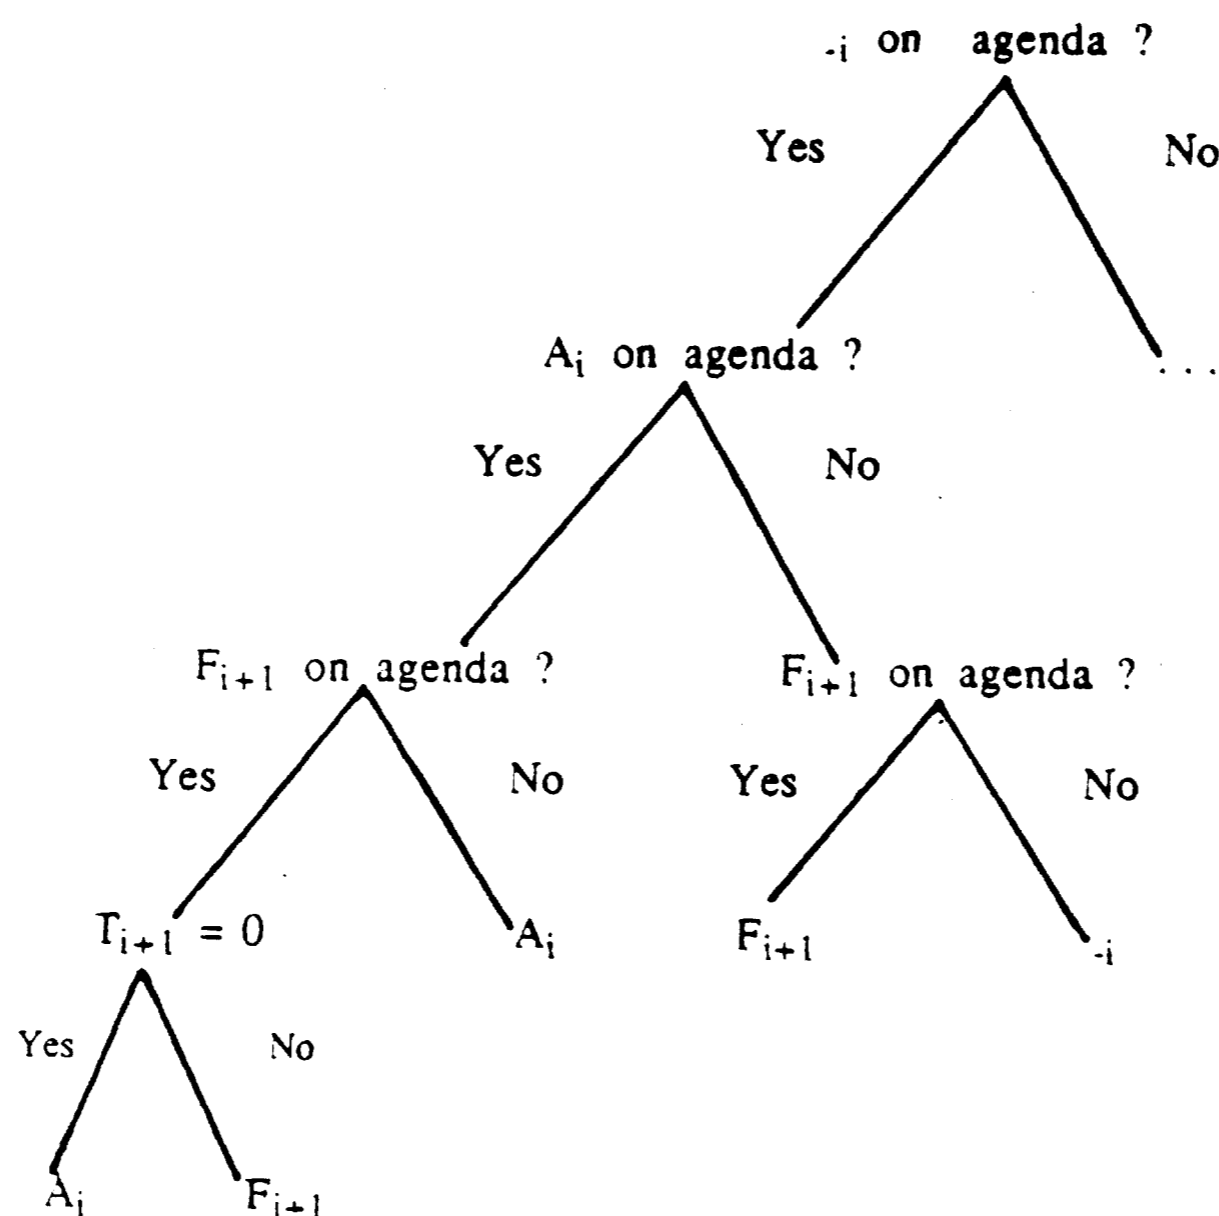 -i on agenda ?
Yes No
Ai on agenda ?
...
Yes No
Fi+1 on agenda ?
Fi+1 on agenda ?
Yes No
Yes No
Ti+1 = 0
Ai
Fi+1
-i
Yes No
Ai
Fi+1